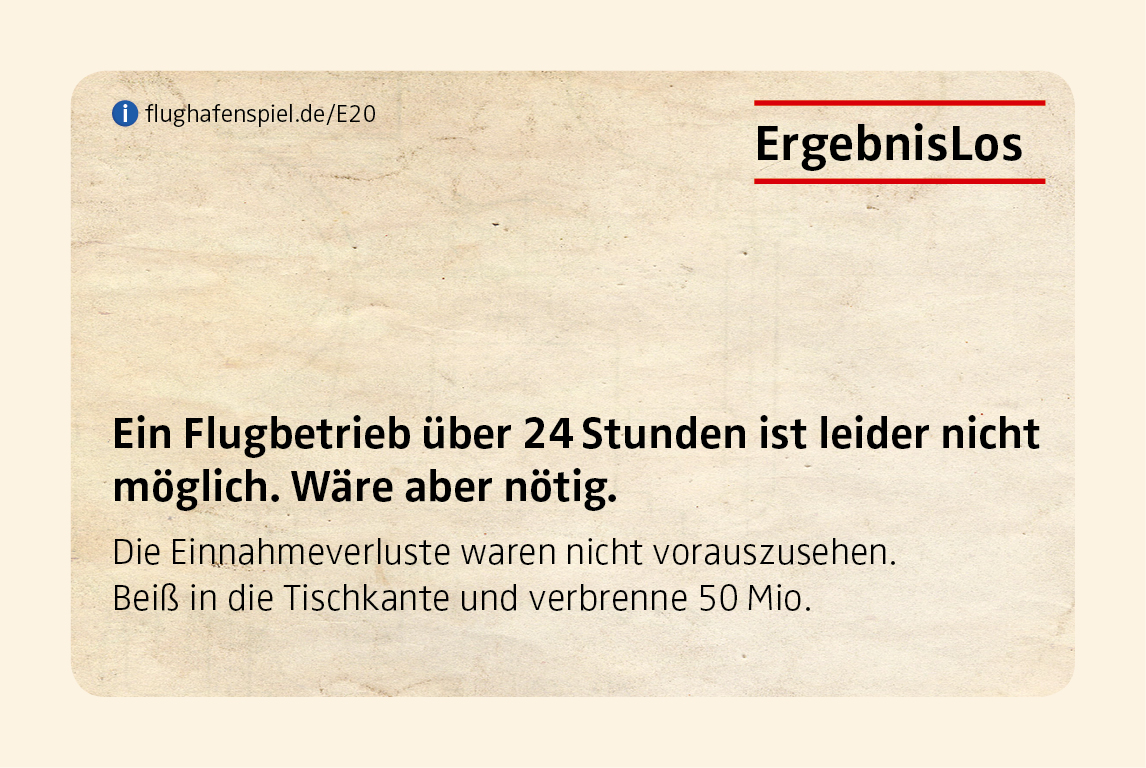 i flughafenspiel.de/E20
ErgebnisLos
Ein Flugbetrieb über 24 Stunden ist leider nicht
möglich. Wäre aber nötig.
Die Einnahmeverluste waren nicht vorauszusehen.
Beiß in die Tischkante und verbrenne 50 Mio.